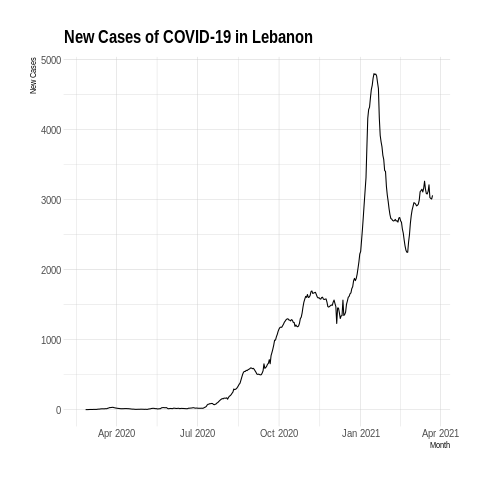 New Cases of COVID-19 in Lebanon
New Cases
5000
4000
3000
2000
1000
0
Apr 2020 Jul 2020 Oct 2020 Jan 2021 Apr 2021
Month